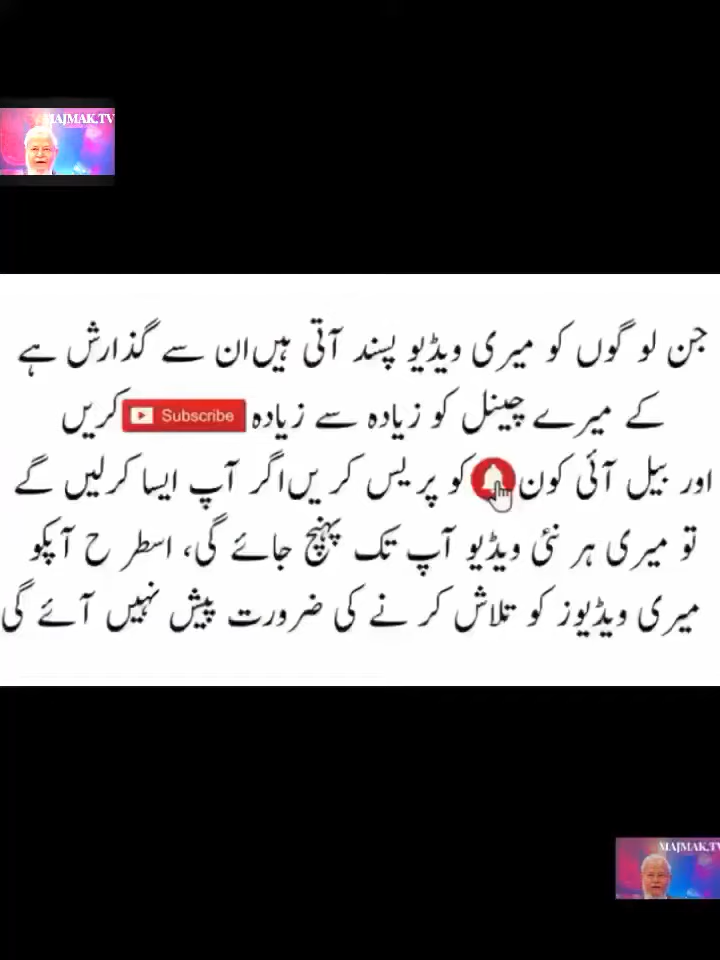 MAJMAK.TV
جن لوگوں کو میری ویڈیو پسند آتی ہیں ان سے گذارش ہے
کے میرے چینل کو زیادہ سے زیادہ Subscribe کریں
اور بیل آئی کون کو پریس کریں اگر آپ ایسا کرلیں گے
تو میری ہر نئی ویڈیو آپ تک پہنچ جائے گی، اسطرح آپکو
میری ویڈیوز کو تلاش کرنے کی ضرورت پیش نہیں آئے گی
MAJMAK.TV